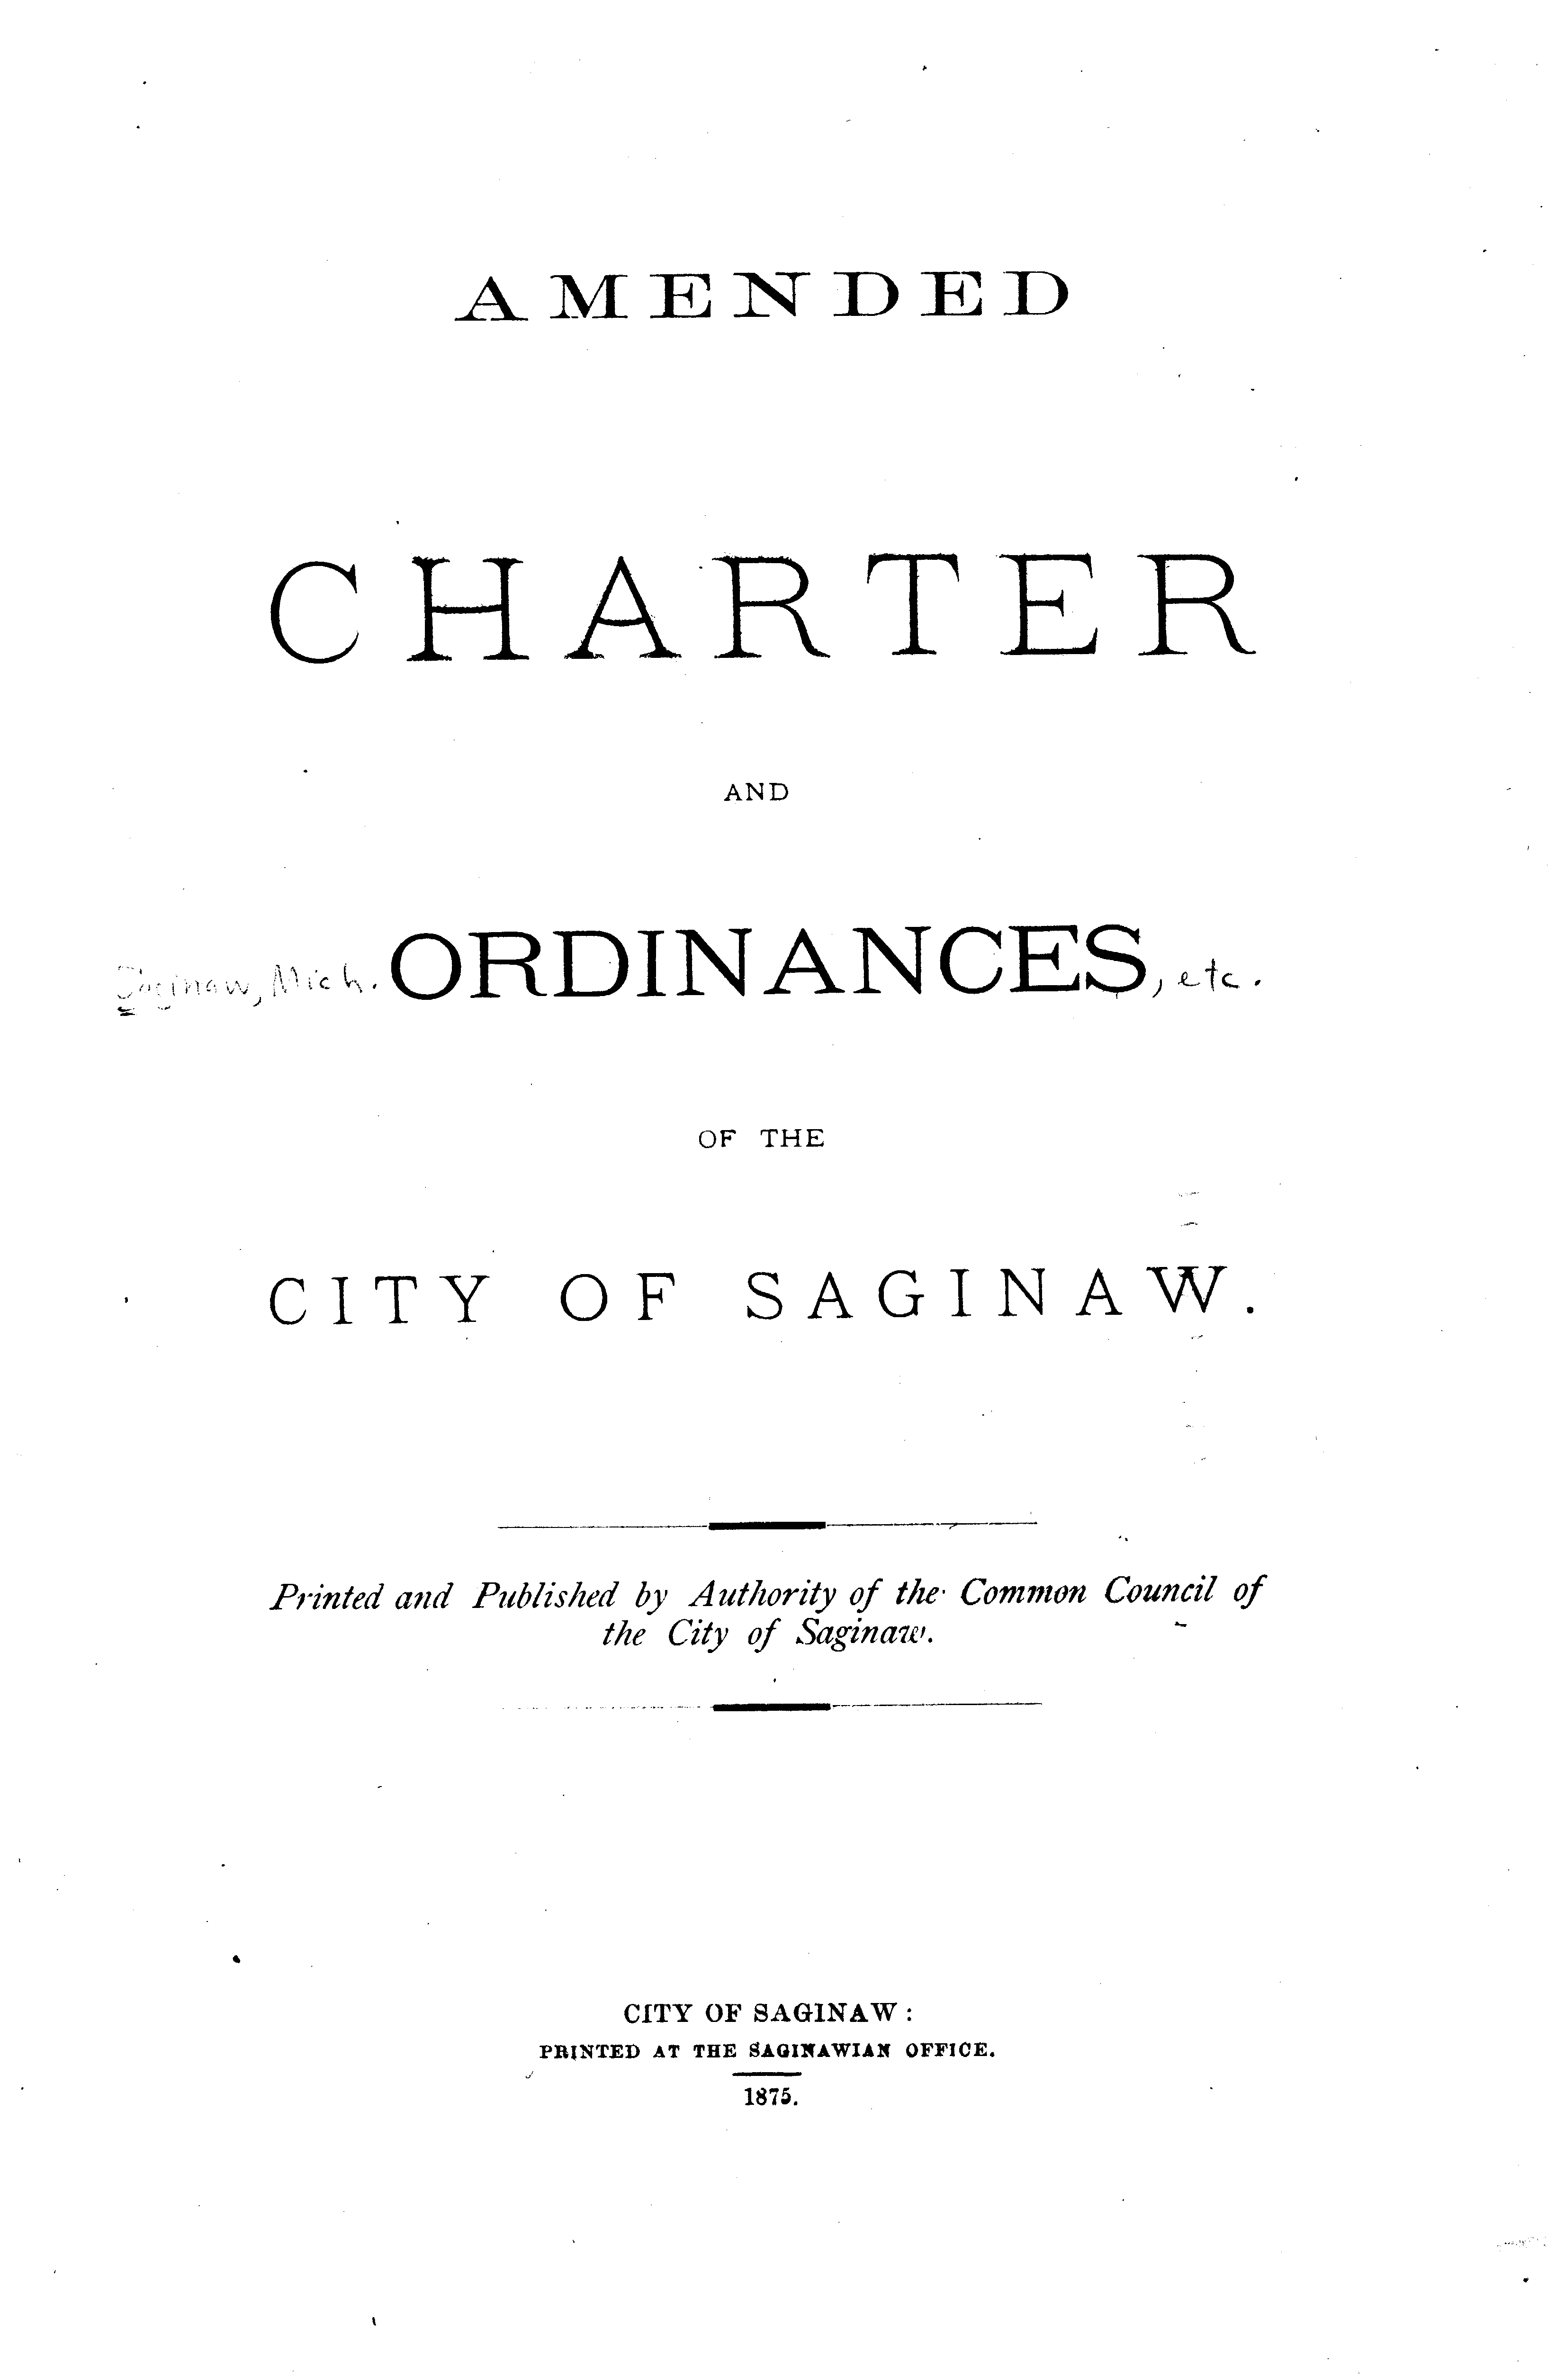 AMENDED
CHARTER
AND
Saginaw, Mich. ORDINANCES, etc.
OF THE
CITY OF SAGINAW.
Printed and Published by Authority of the Common Council of
the City of Saginaw.
CITY OF SAGINAW:
PRINTED AT THE SAGINAWIAN OFFICE.
1875.